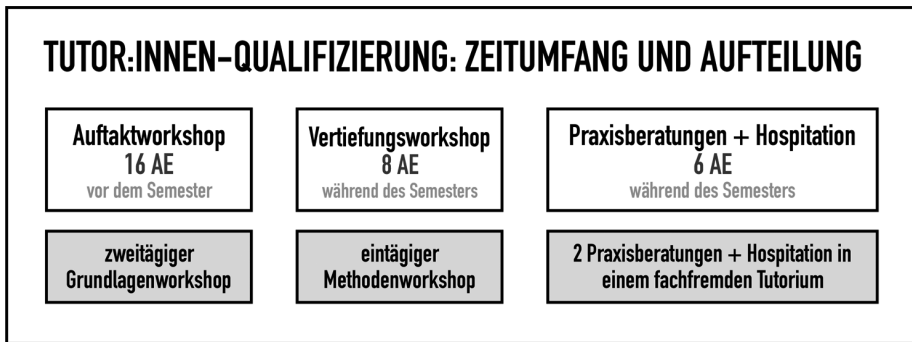 TUTOR:INNEN-QUALIFIZIERUNG: ZEITUMFANG UND AUFTEILUNG
Auftaktworkshop
16 AE
vor dem Semester
zweitägiger
Grundlagenworkshop
Vertiefungsworkshop
8 AE
während des Semesters
eintägiger
Methodenworkshop
Praxisberatungen + Hospitation
6 AE
während des Semesters
2 Praxisberatungen + Hospitation in
einem fachfremden Tutorium